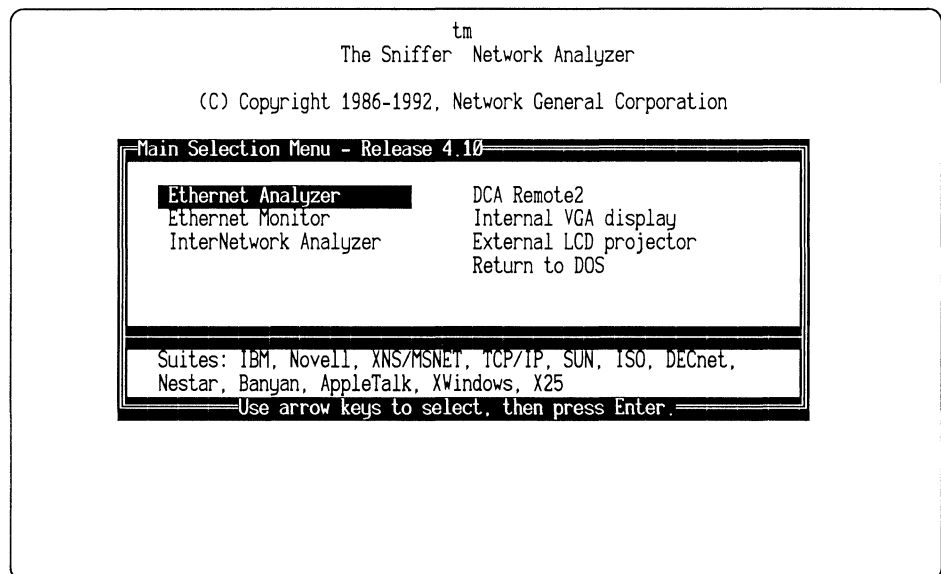 tm
The Sniffer Network Analyzer
(C) Copyright 1986-1992, Network General Corporation
Main Selection Menu - Release 4.10
Ethernet Analyzer DCA Remote2
Ethernet Monitor Internal VGA display
InterNetwork Analyzer External LCD projector
Return to DOS
Suites: IBM, Novell, XNS/MSNET, TCP/IP, SUN, ISO, DECnet,
Nestar, Banyan, AppleTalk, XWindows, X25
Use arrow keys to select, then press Enter.